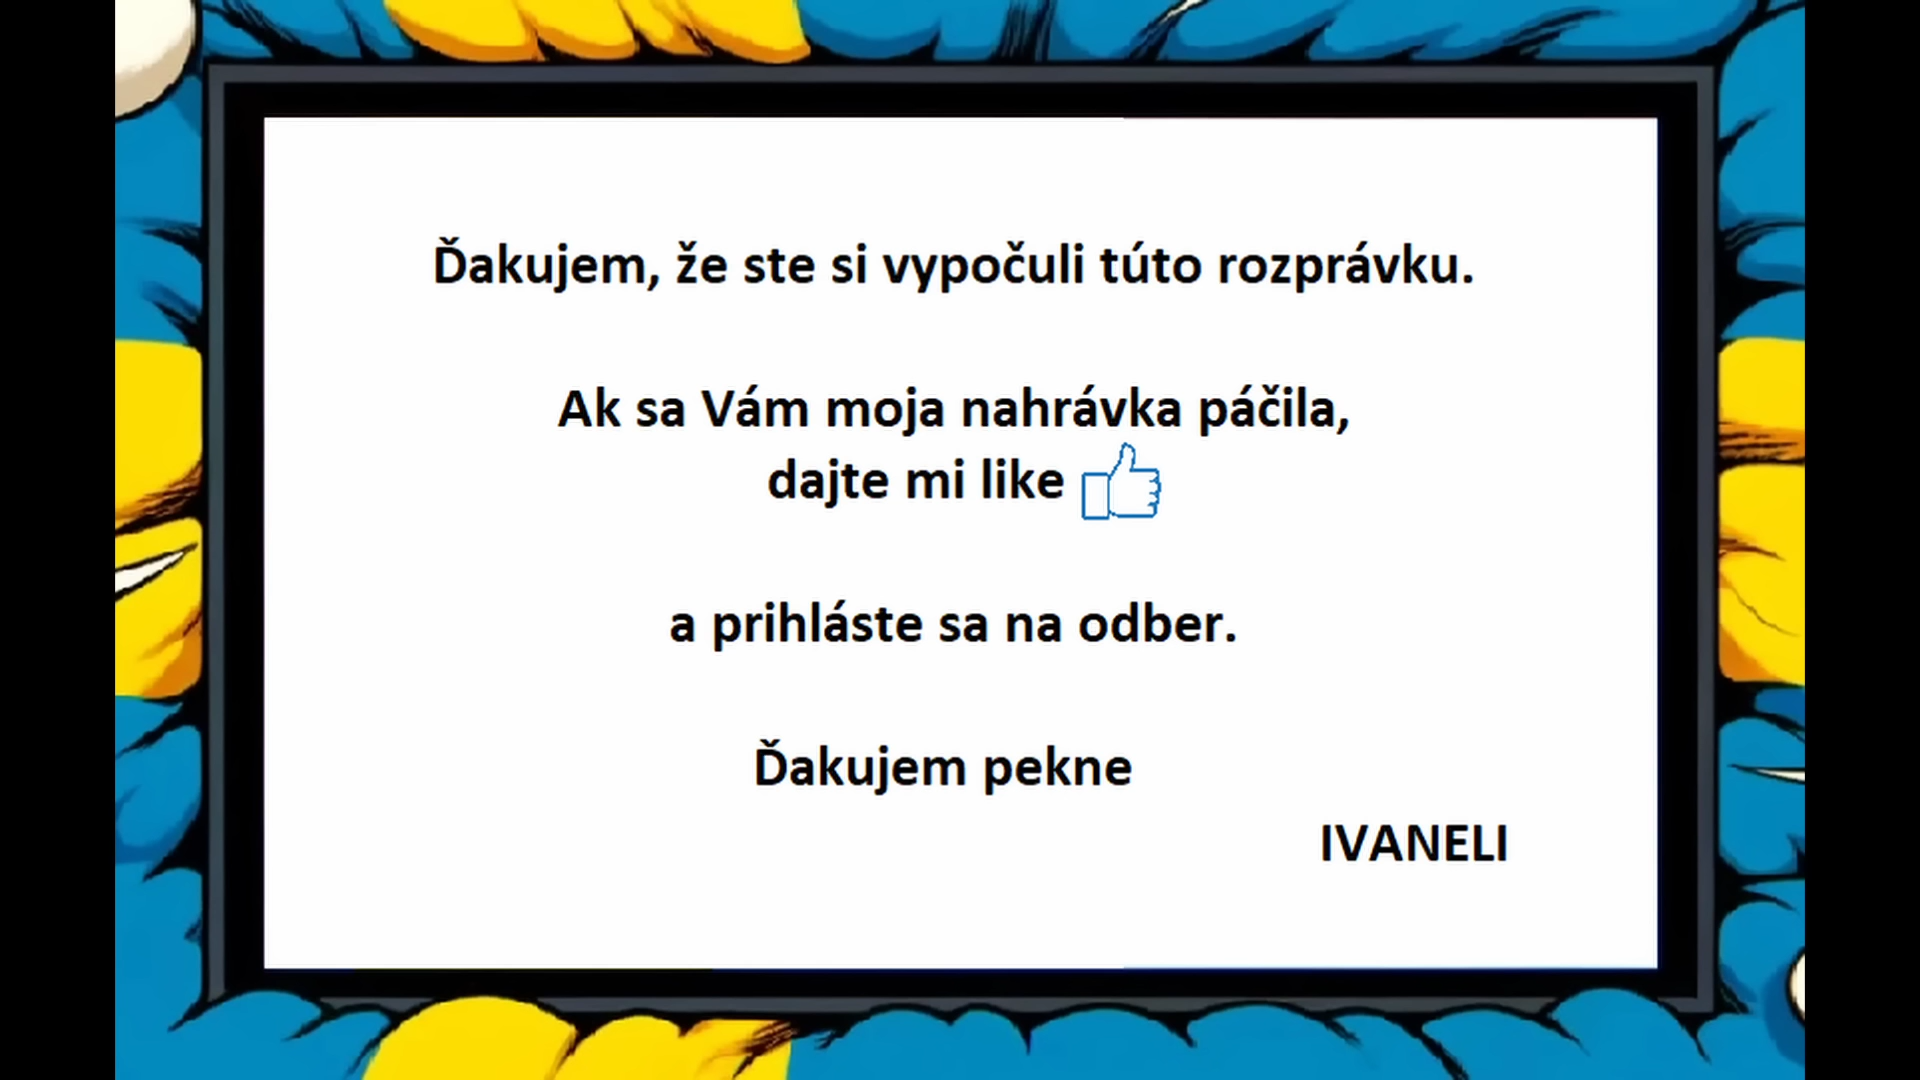 Ďakujem, že ste si vypočuli túto rozprávku.
Ak sa Vám moja nahrávka páčila,
dajte mi like
a prihláste sa na odber.
Ďakujem pekne
IVANELI